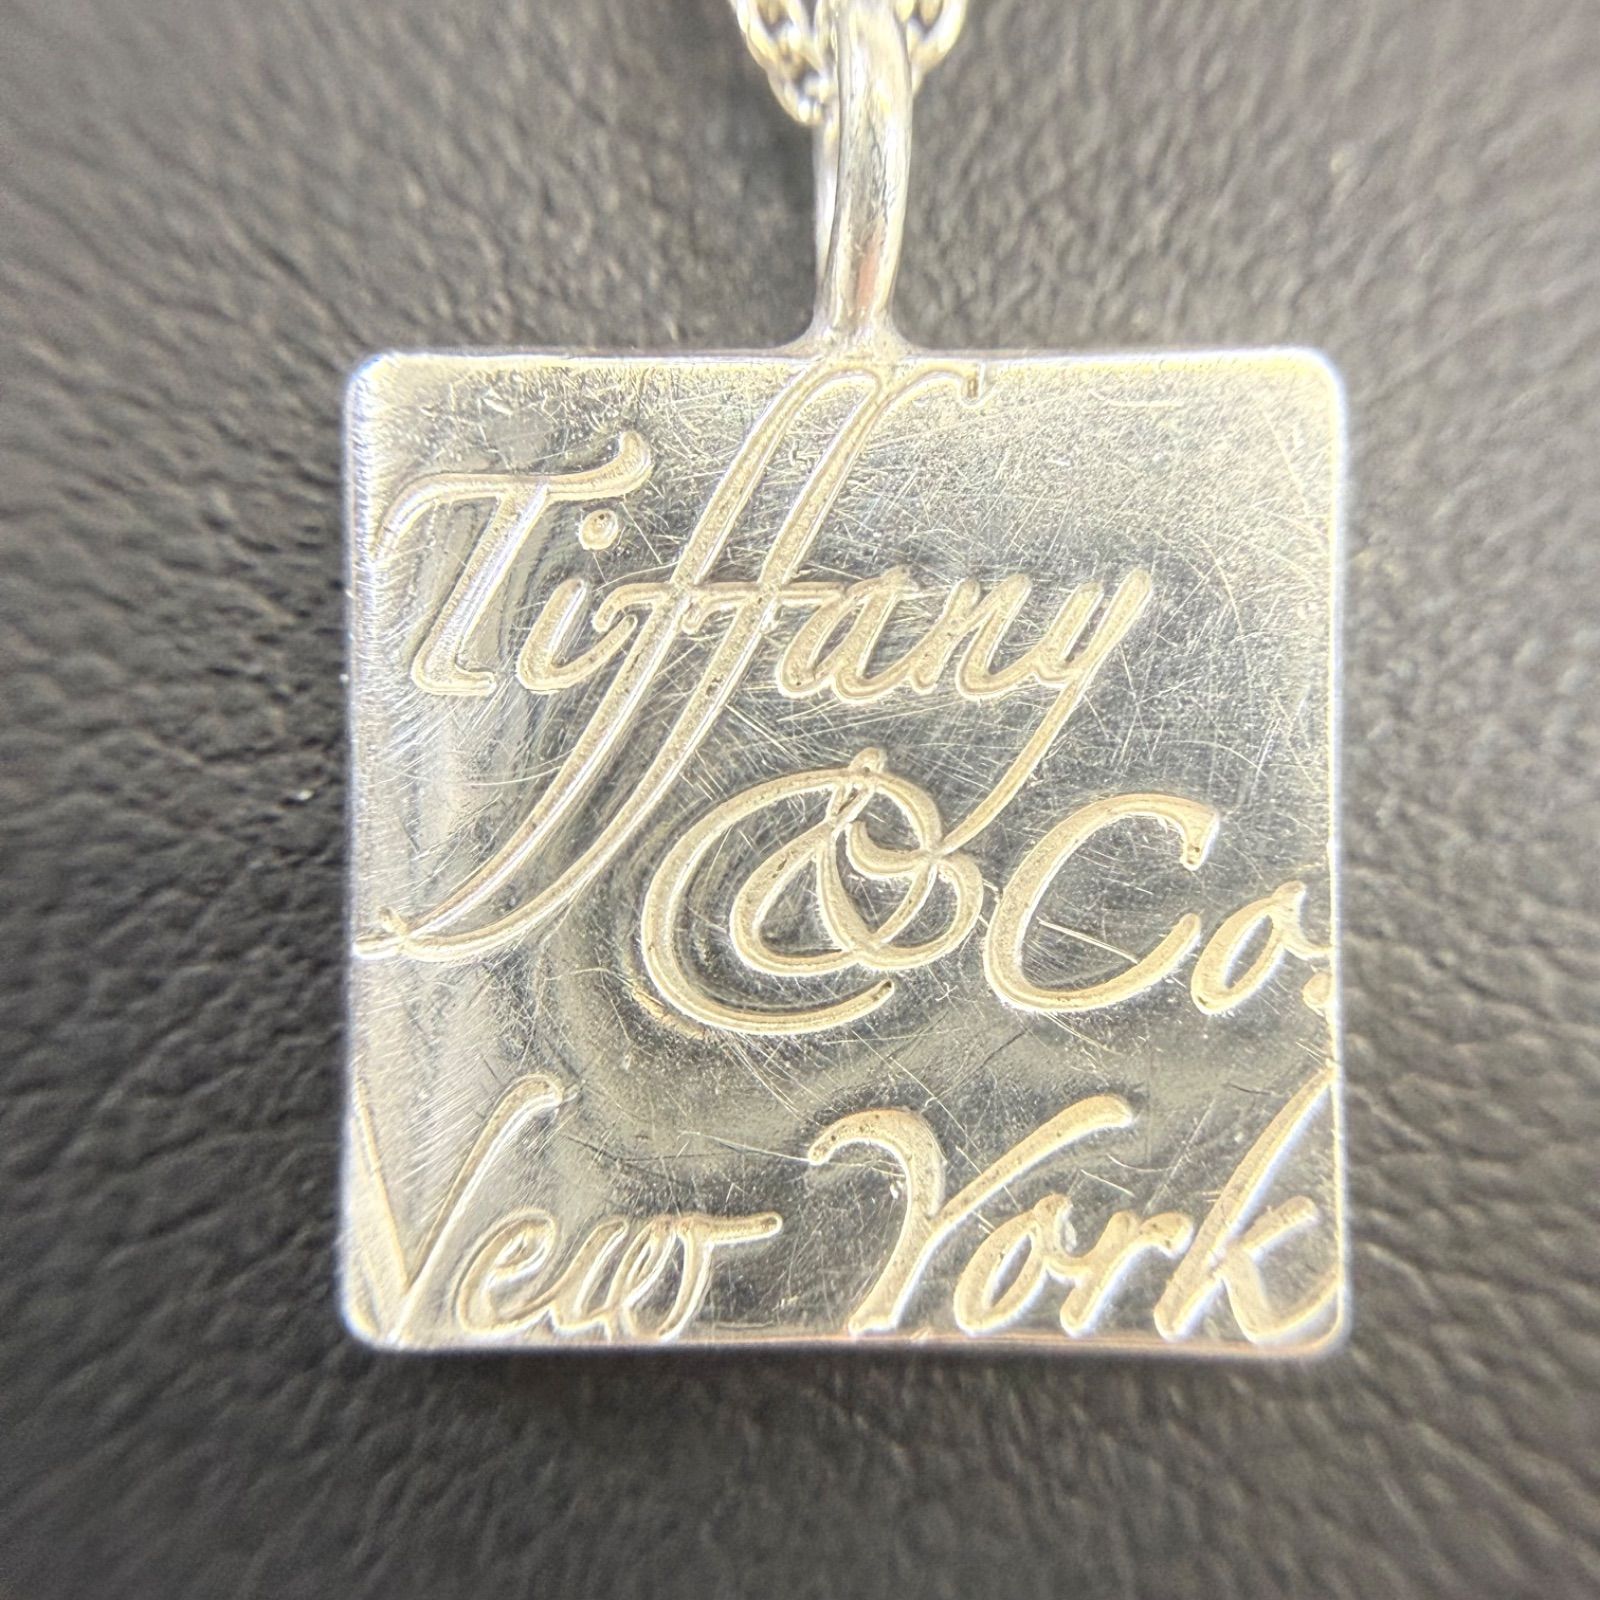 Tiffany
& Co.
New York